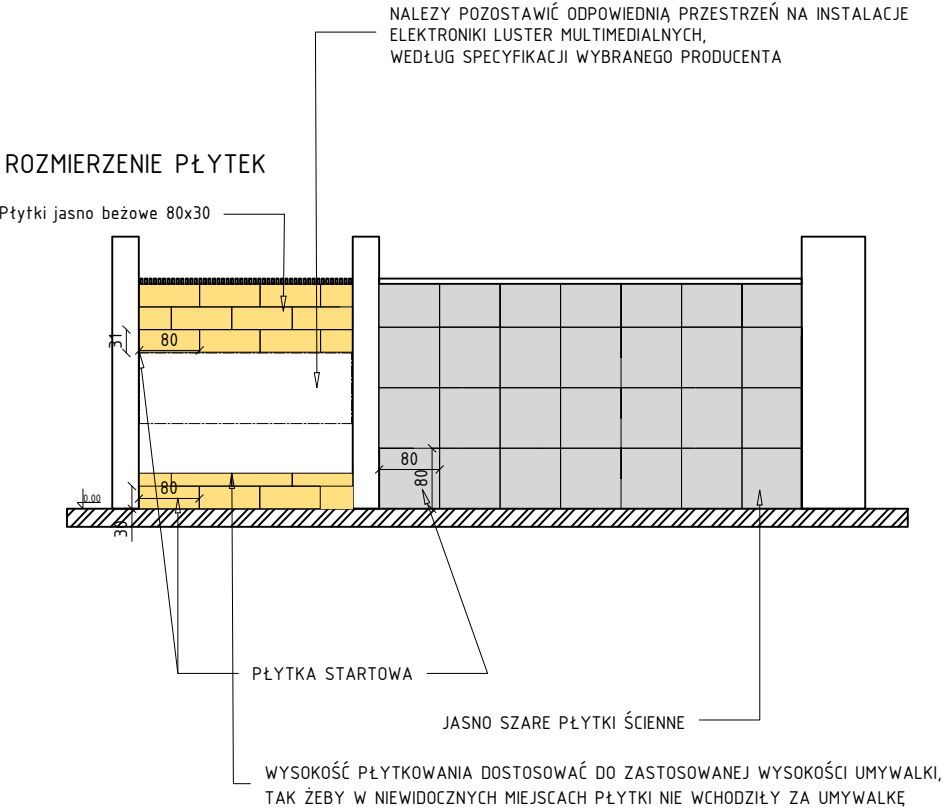 NALEZY POZOSTAWIĆ ODPOWIEDNIĄ PRZESTRZEŃ NA INSTALACJE
ELEKTRONIKI LUSTER MULTIMEDIALNYCH,
WEDŁUG SPECYFIKACJI WYBRANEGO PRODUCENTA
ROZMIERZENIE PŁYTEK
Płytki jasno beżowe 80x30
31
80
80
80
80
0.00
30
PŁYTKA STARTOWA
JASNO SZARE PŁYTKI ŚCIENNE
WYSOKOŚĆ PŁYTKOWANIA DOSTOSOWAĆ DO ZASTOSOWANEJ WYSOKOŚCI UMYWALKI,
TAK ŻEBY W NIEWIDOCZNYCH MIEJSCACH PŁYTKI NIE WCHODZIŁY ZA UMYWALKĘ